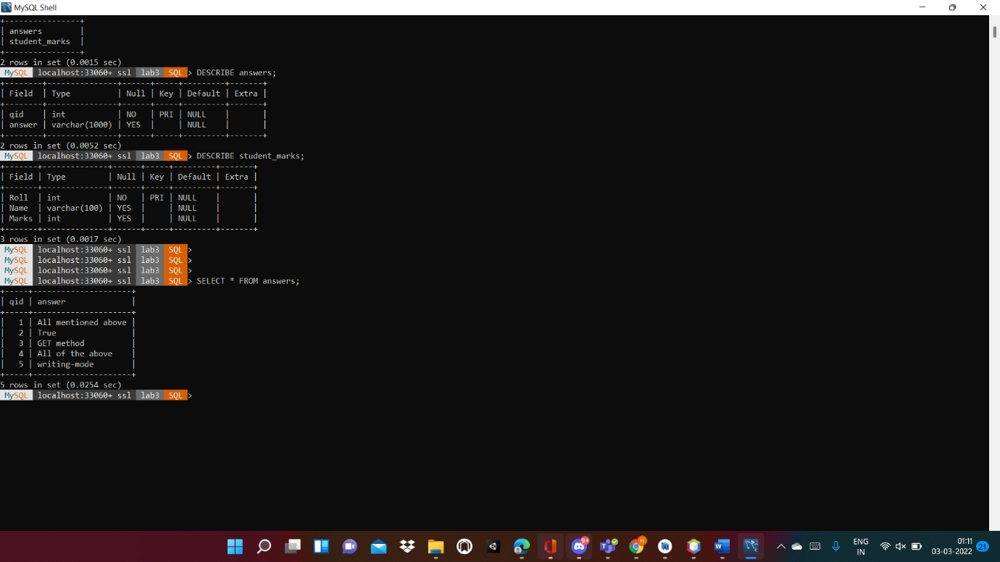 MySQL Shell
+----------------+
| answers        |
| student_marks  |
+----------------+
2 rows in set (0.0015 sec)
MySQL localhost:33060+ ssl lab3 SQL > DESCRIBE answers;
+--------+---------------+------+-----+---------+-------+
| Field  | Type          | Null | Key | Default | Extra |
+--------+---------------+------+-----+---------+-------+
| qid    | int           | NO   | PRI | NULL    |       |
| answer | varchar(1000) | YES  |     | NULL    |       |
+--------+---------------+------+-----+---------+-------+
2 rows in set (0.0052 sec)
MySQL localhost:33060+ ssl lab3 SQL > DESCRIBE student_marks;
+-------+--------------+------+-----+---------+-------+
| Field | Type         | Null | Key | Default | Extra |
+-------+--------------+------+-----+---------+-------+
| Roll  | int          | NO   | PRI | NULL    |       |
| Name  | varchar(100) | YES  |     | NULL    |       |
| Marks | int          | YES  |     | NULL    |       |
+-------+--------------+------+-----+---------+-------+
3 rows in set (0.0017 sec)
MySQL localhost:33060+ ssl lab3 SQL >
MySQL localhost:33060+ ssl lab3 SQL >
MySQL localhost:33060+ ssl lab3 SQL >
MySQL localhost:33060+ ssl lab3 SQL > SELECT * FROM answers;
+-----+---------------------+
| qid | answer              |
+-----+---------------------+
|   1 | All mentioned above |
|   2 | True                |
|   3 | GET method          |
|   4 | All of the above    |
|   5 | writing-mode        |
+-----+---------------------+
5 rows in set (0.0254 sec)
MySQL localhost:33060+ ssl lab3 SQL >
9+
H
ENG
IN
01:11
03-03-2022
21